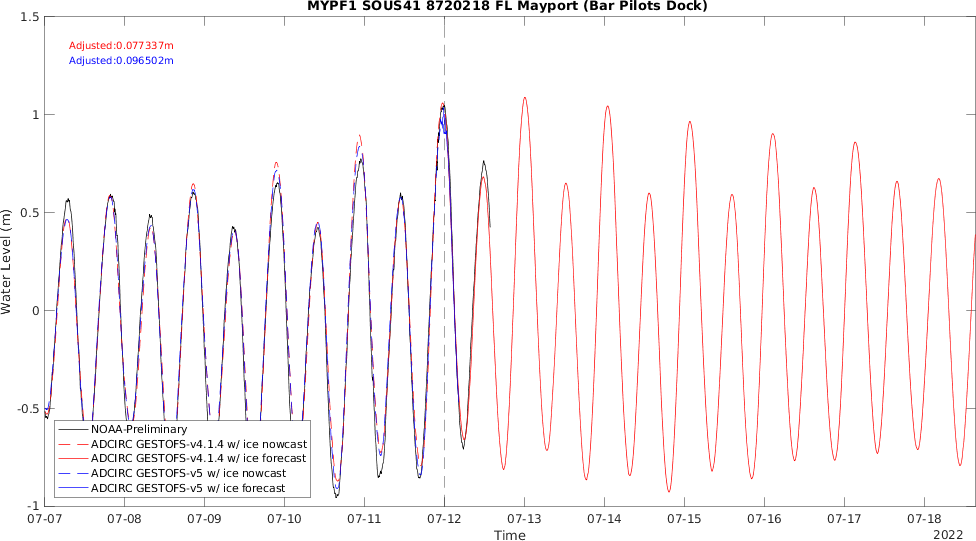 MYPF1 SOUS41 8720218 FL Mayport (Bar Pilots Dock)
1.5
Adjusted:0.077337m
Adjusted:0.096502m
1
0.5
Water Level (m)
0
-0.5
NOAA-Preliminary
ADCIRC GESTOFS-v4.1.4 w/ ice nowcast
ADCIRC GESTOFS-v4.1.4 w/ ice forecast
ADCIRC GESTOFS-v5 w/ ice nowcast
ADCIRC GESTOFS-v5 w/ ice forecast
-1
07-07 07-08 07-09 07-10 07-11 07-12 07-13 07-14 07-15 07-16 07-17 07-18
Time
2022